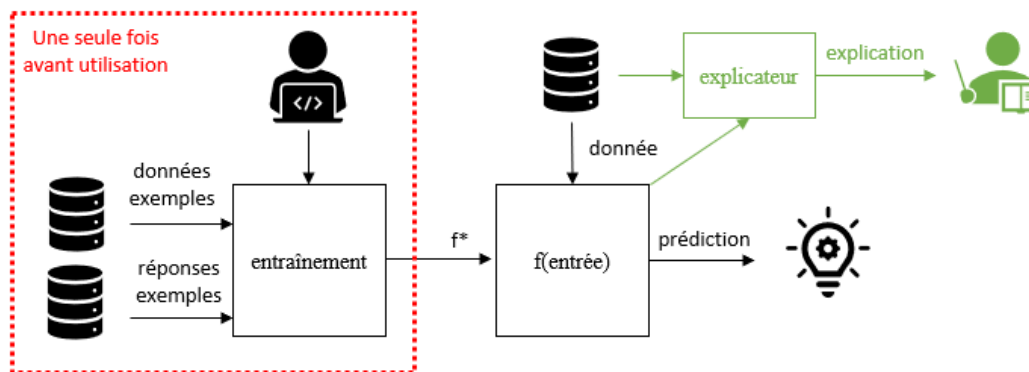 Une seule fois
avant utilisation
</>
données
exemples
réponses
exemples
entraînement
f*
donnée
f(entrée)
prédiction
explicateur
explication